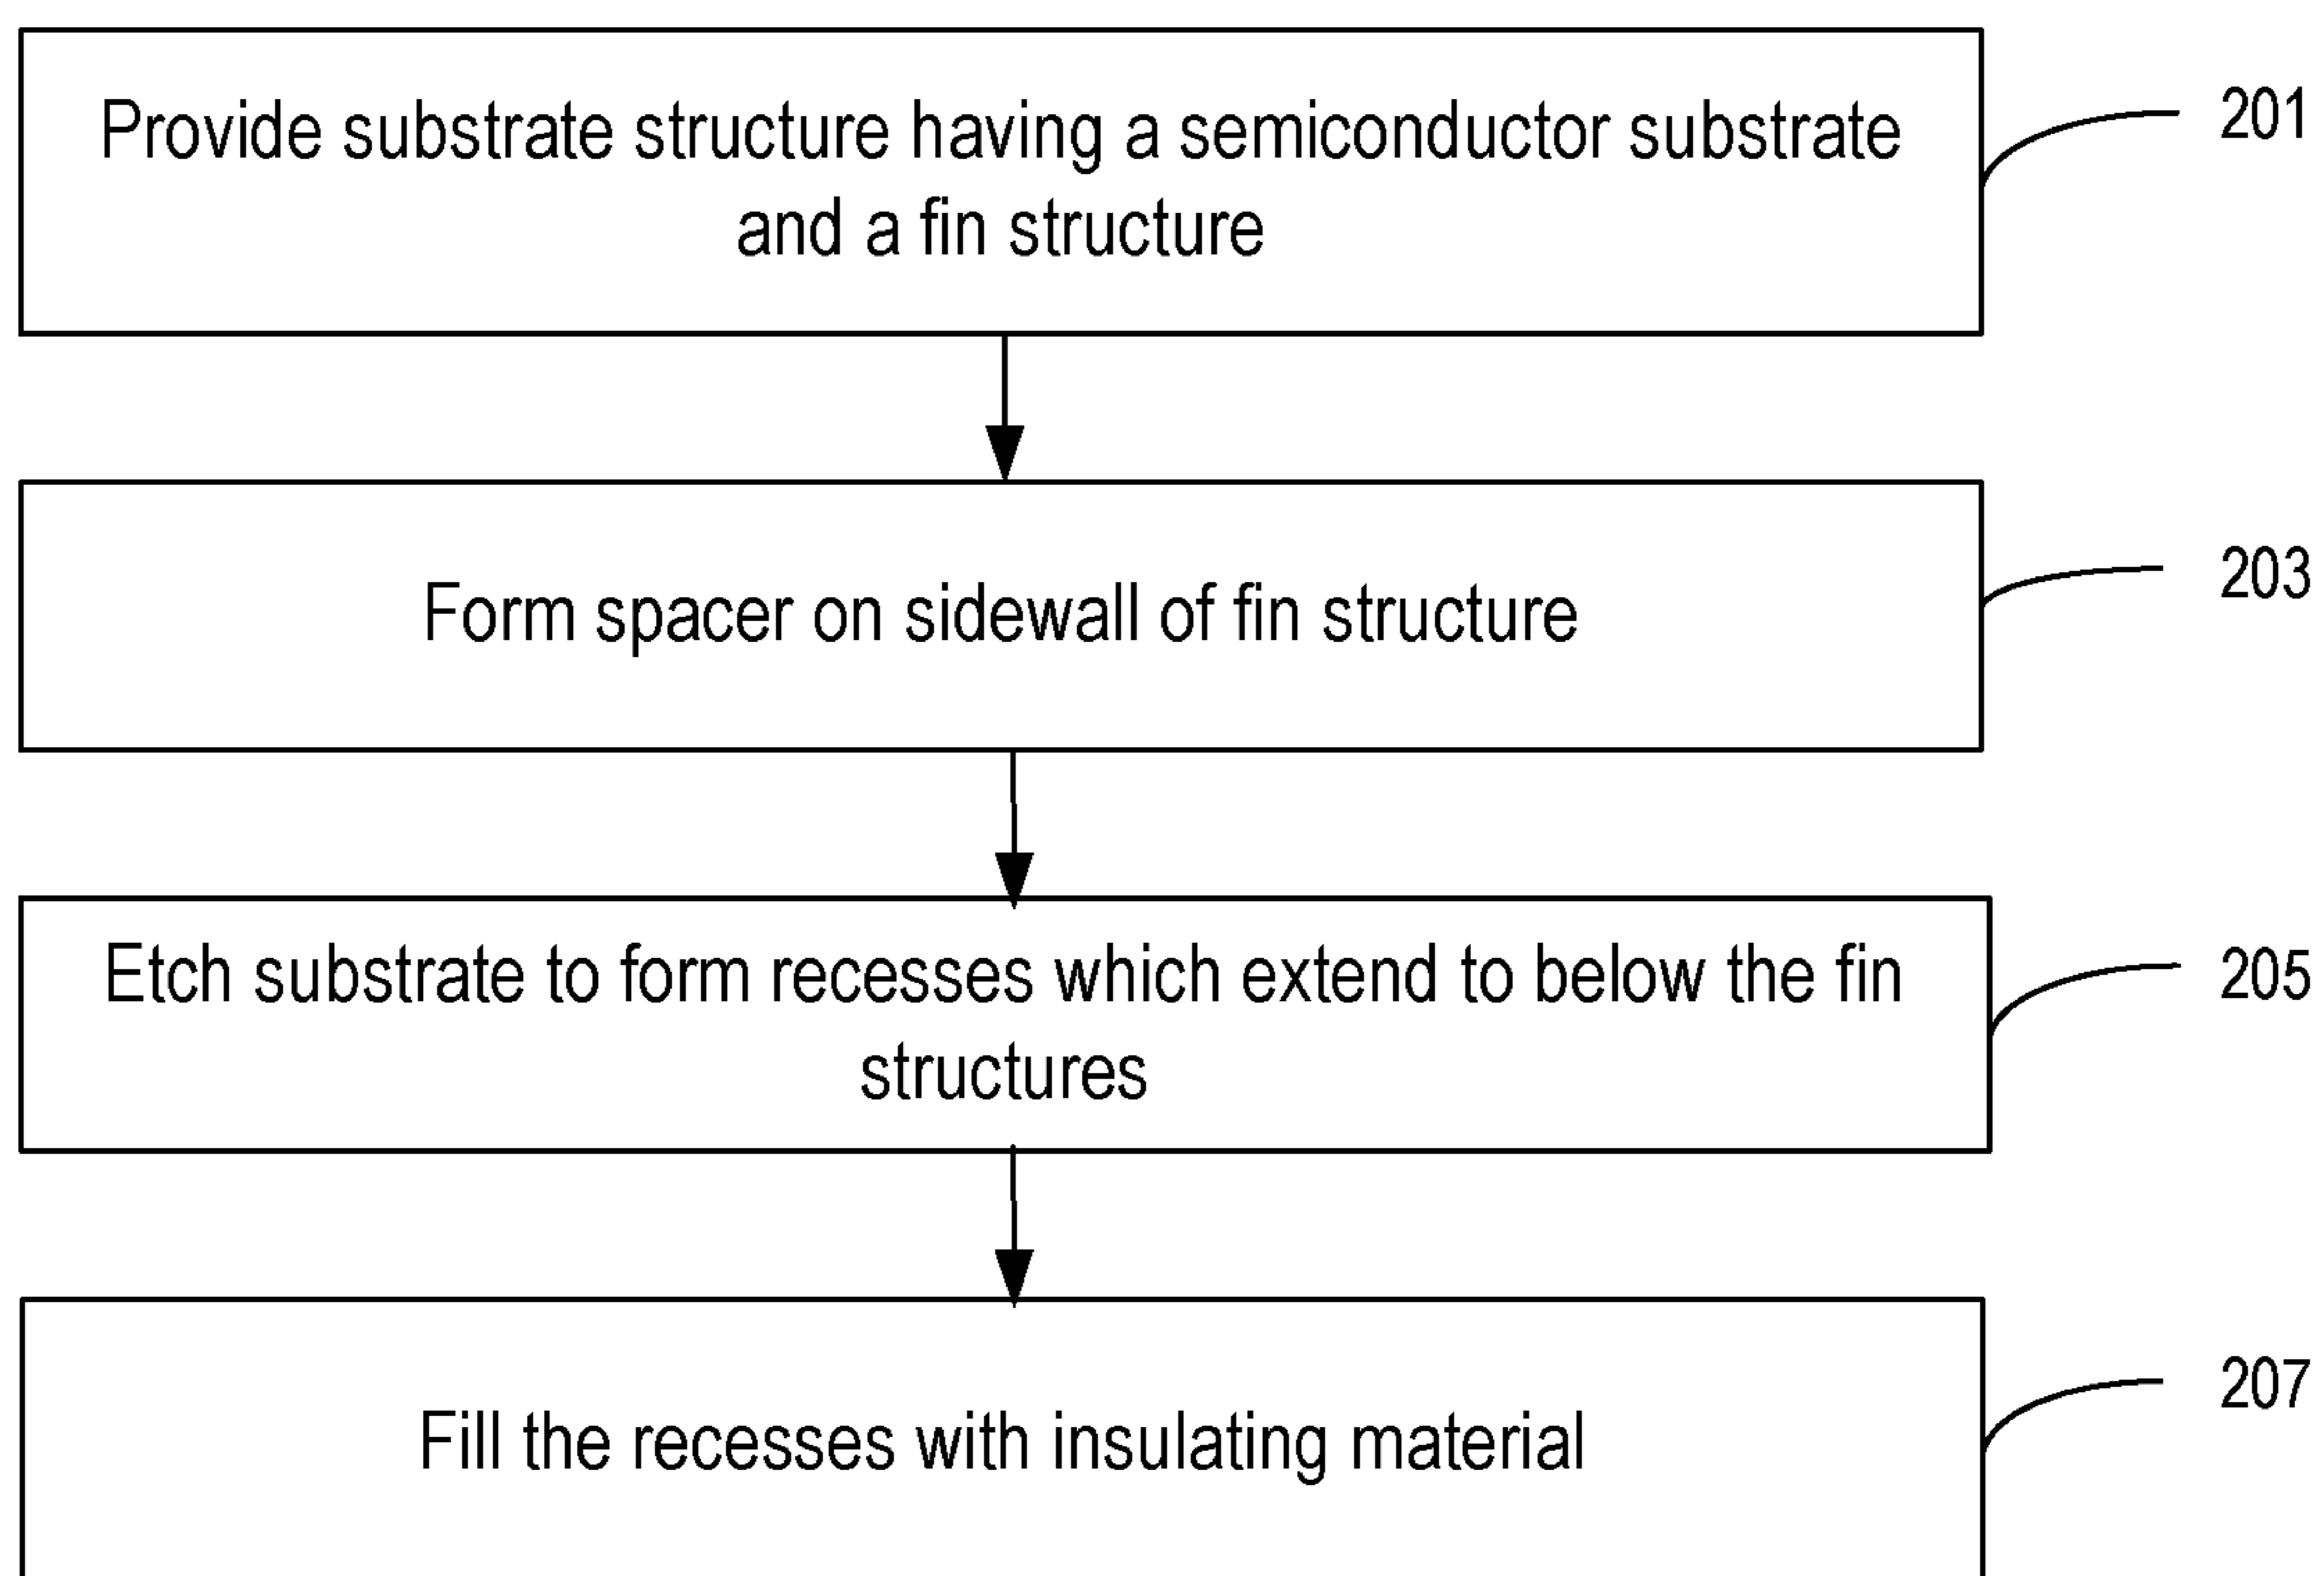 Provide substrate structure having a semiconductor substrate
and a fin structure
201
Form spacer on sidewall of fin structure
203
Etch substrate to form recesses which extend to below the fin
structures
205
Fill the recesses with insulating material
207